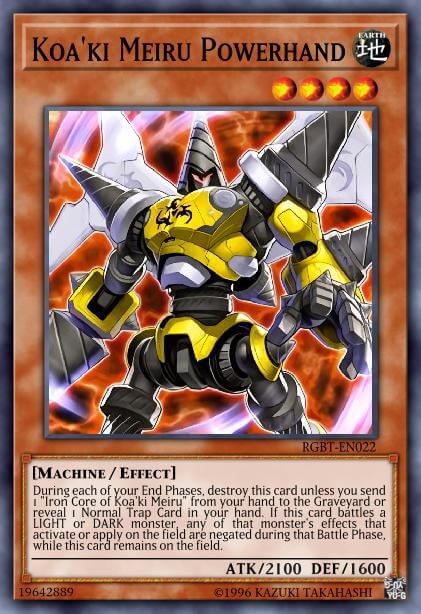 Koa'ki Meiru Powerhand
EARTH
地
RGBT-EN022
[Machine / Effect]
During each of your End Phases, destroy this card unless you send
1 "Iron Core of Koa'ki Meiru" from your hand to the Graveyard or
reveal 1 Normal Trap Card in your hand. If this card battles a
LIGHT or DARK monster, any of that monster's effects that
activate or apply on the field are negated during that Battle Phase,
while this card remains on the field.
ATK/2100 DEF/1600
19642889
©1996 KAZUKI TAKAHASHI